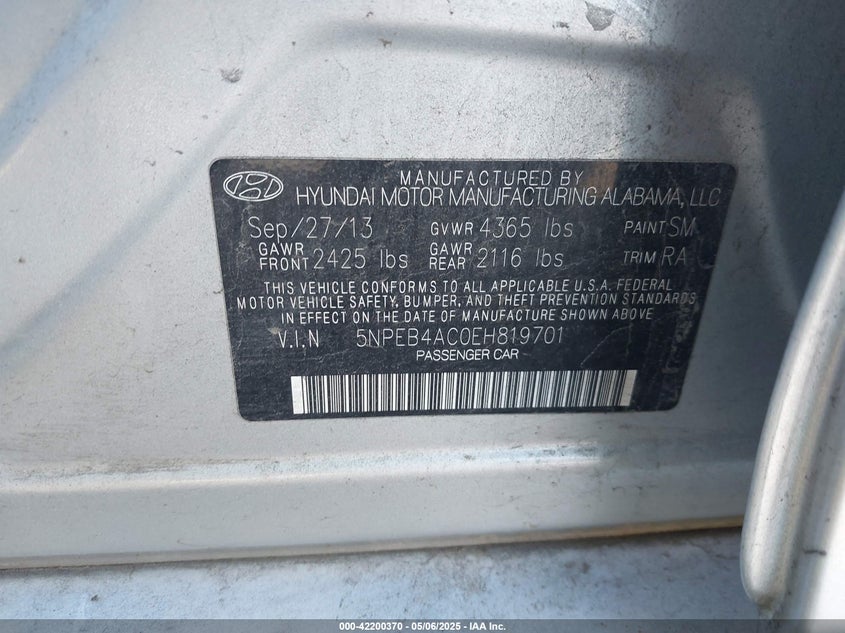 MANUFACTURED BY
HYUNDAI MOTOR MANUFACTURING ALABAMA, LLC
Sep/27/13 GVWR 4365 lbs PAINT SM
GAWR FRONT 2425 lbs GAWR REAR 2116 lbs TRIM RA
THIS VEHICLE CONFORMS TO ALL APPLICABLE U.S.A. FEDERAL
MOTOR VEHICLE SAFETY, BUMPER, AND THEFT PREVENTION STANDARDS
IN EFFECT ON THE DATE OF MANUFACTURE SHOWN ABOVE.
V.I.N 5NPEB4AC0EH819701
PASSENGER CAR
000-42200370 - 05/06/2025 - IAA Inc.